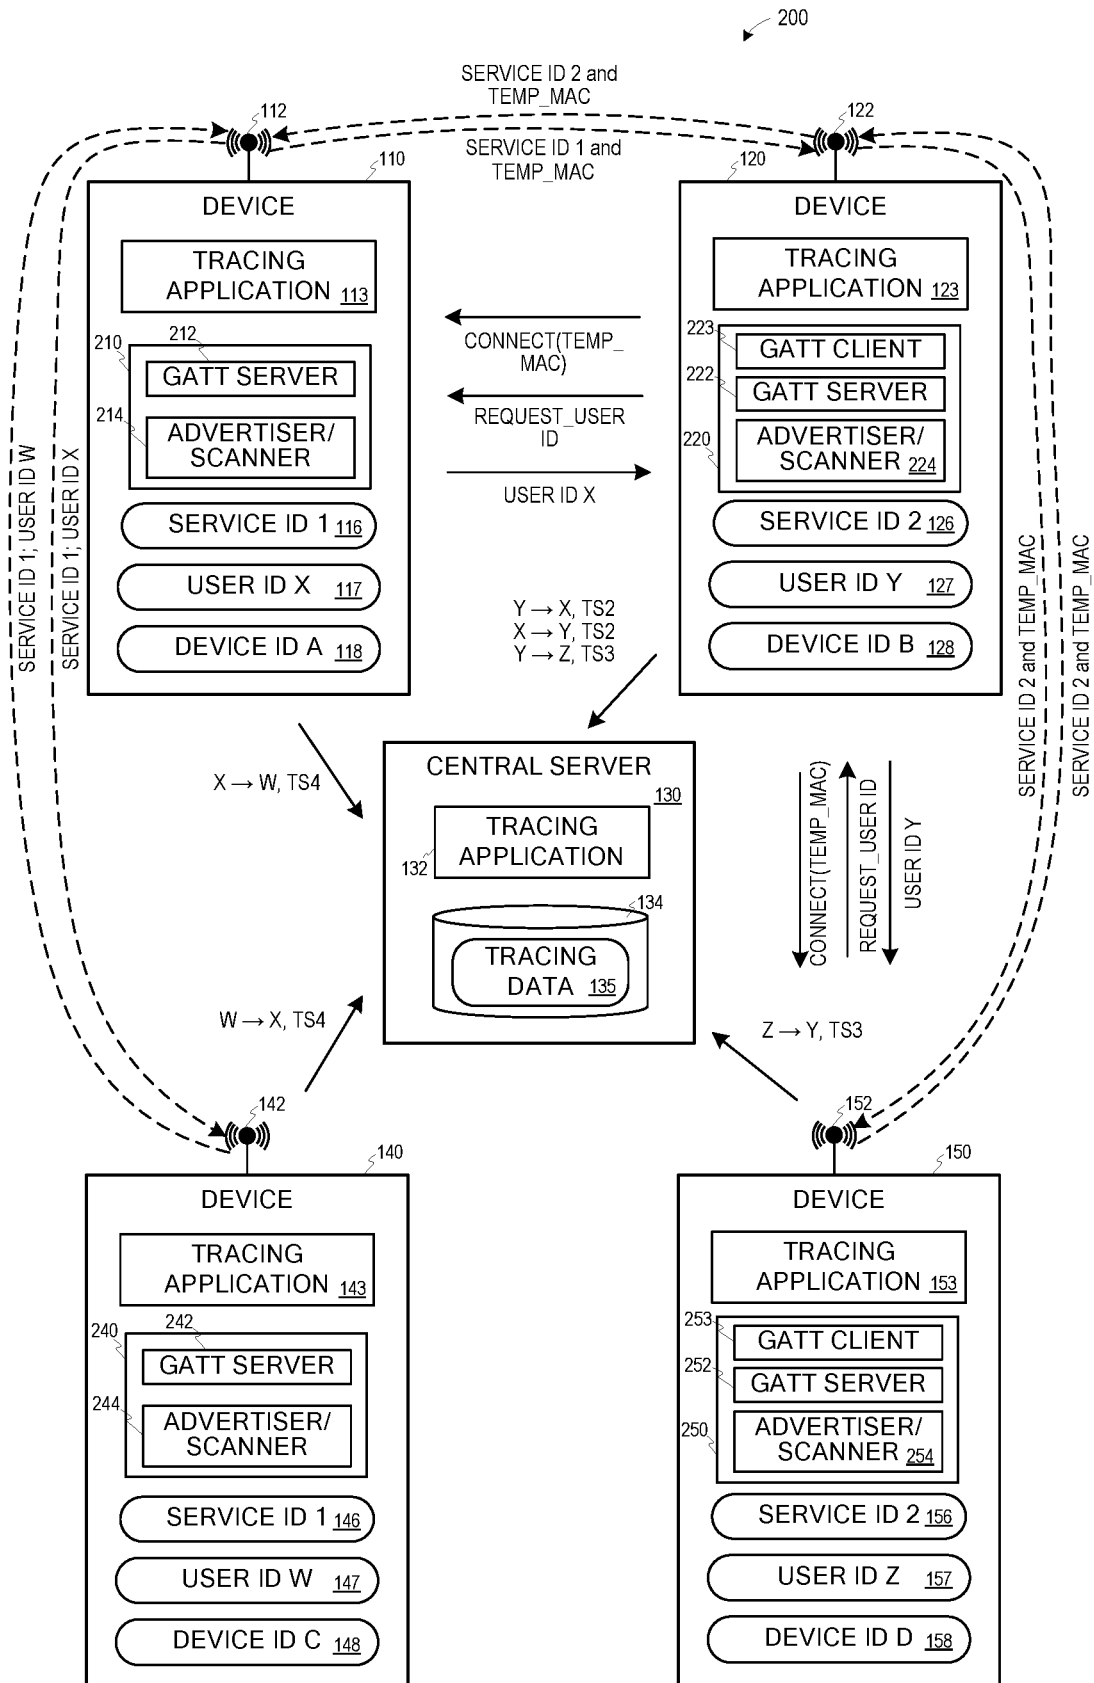 200
SERVICE ID 2 and
TEMP_MAC
112
122
SERVICE ID 1 and
TEMP_MAC
110
120
DEVICE
DEVICE
TRACING
APPLICATION 113
TRACING
APPLICATION 123
210
212
GATT SERVER
214
ADVERTISER/
SCANNER
CONNECT(TEMP_
MAC)
REQUEST_USER
ID
USER ID X
223
GATT CLIENT
222
GATT SERVER
220
ADVERTISER/
SCANNER 224
SERVICE ID 1 116
USER ID X 117
DEVICE ID A 118
SERVICE ID 2 126
USER ID Y 127
DEVICE ID B 128
SERVICE ID 1; USER ID W
SERVICE ID 1; USER ID X
SERVICE ID 2 and TEMP_MAC
SERVICE ID 2 and TEMP_MAC
Y → X, TS2
X → Y, TS2
Y → Z, TS3
X → W, TS4
CENTRAL SERVER
130
TRACING
APPLICATION
132
134
TRACING
DATA 135
CONNECT(TEMP_MAC)
REQUEST_USER ID
USER ID Y
W → X, TS4
Z → Y, TS3
142
152
140
150
DEVICE
DEVICE
TRACING
APPLICATION 143
TRACING
APPLICATION 153
240
242
GATT SERVER
244
ADVERTISER/
SCANNER
253
GATT CLIENT
252
GATT SERVER
250
ADVERTISER/
SCANNER 254
SERVICE ID 1 146
USER ID W 147
DEVICE ID C 148
SERVICE ID 2 156
USER ID Z 157
DEVICE ID D 158